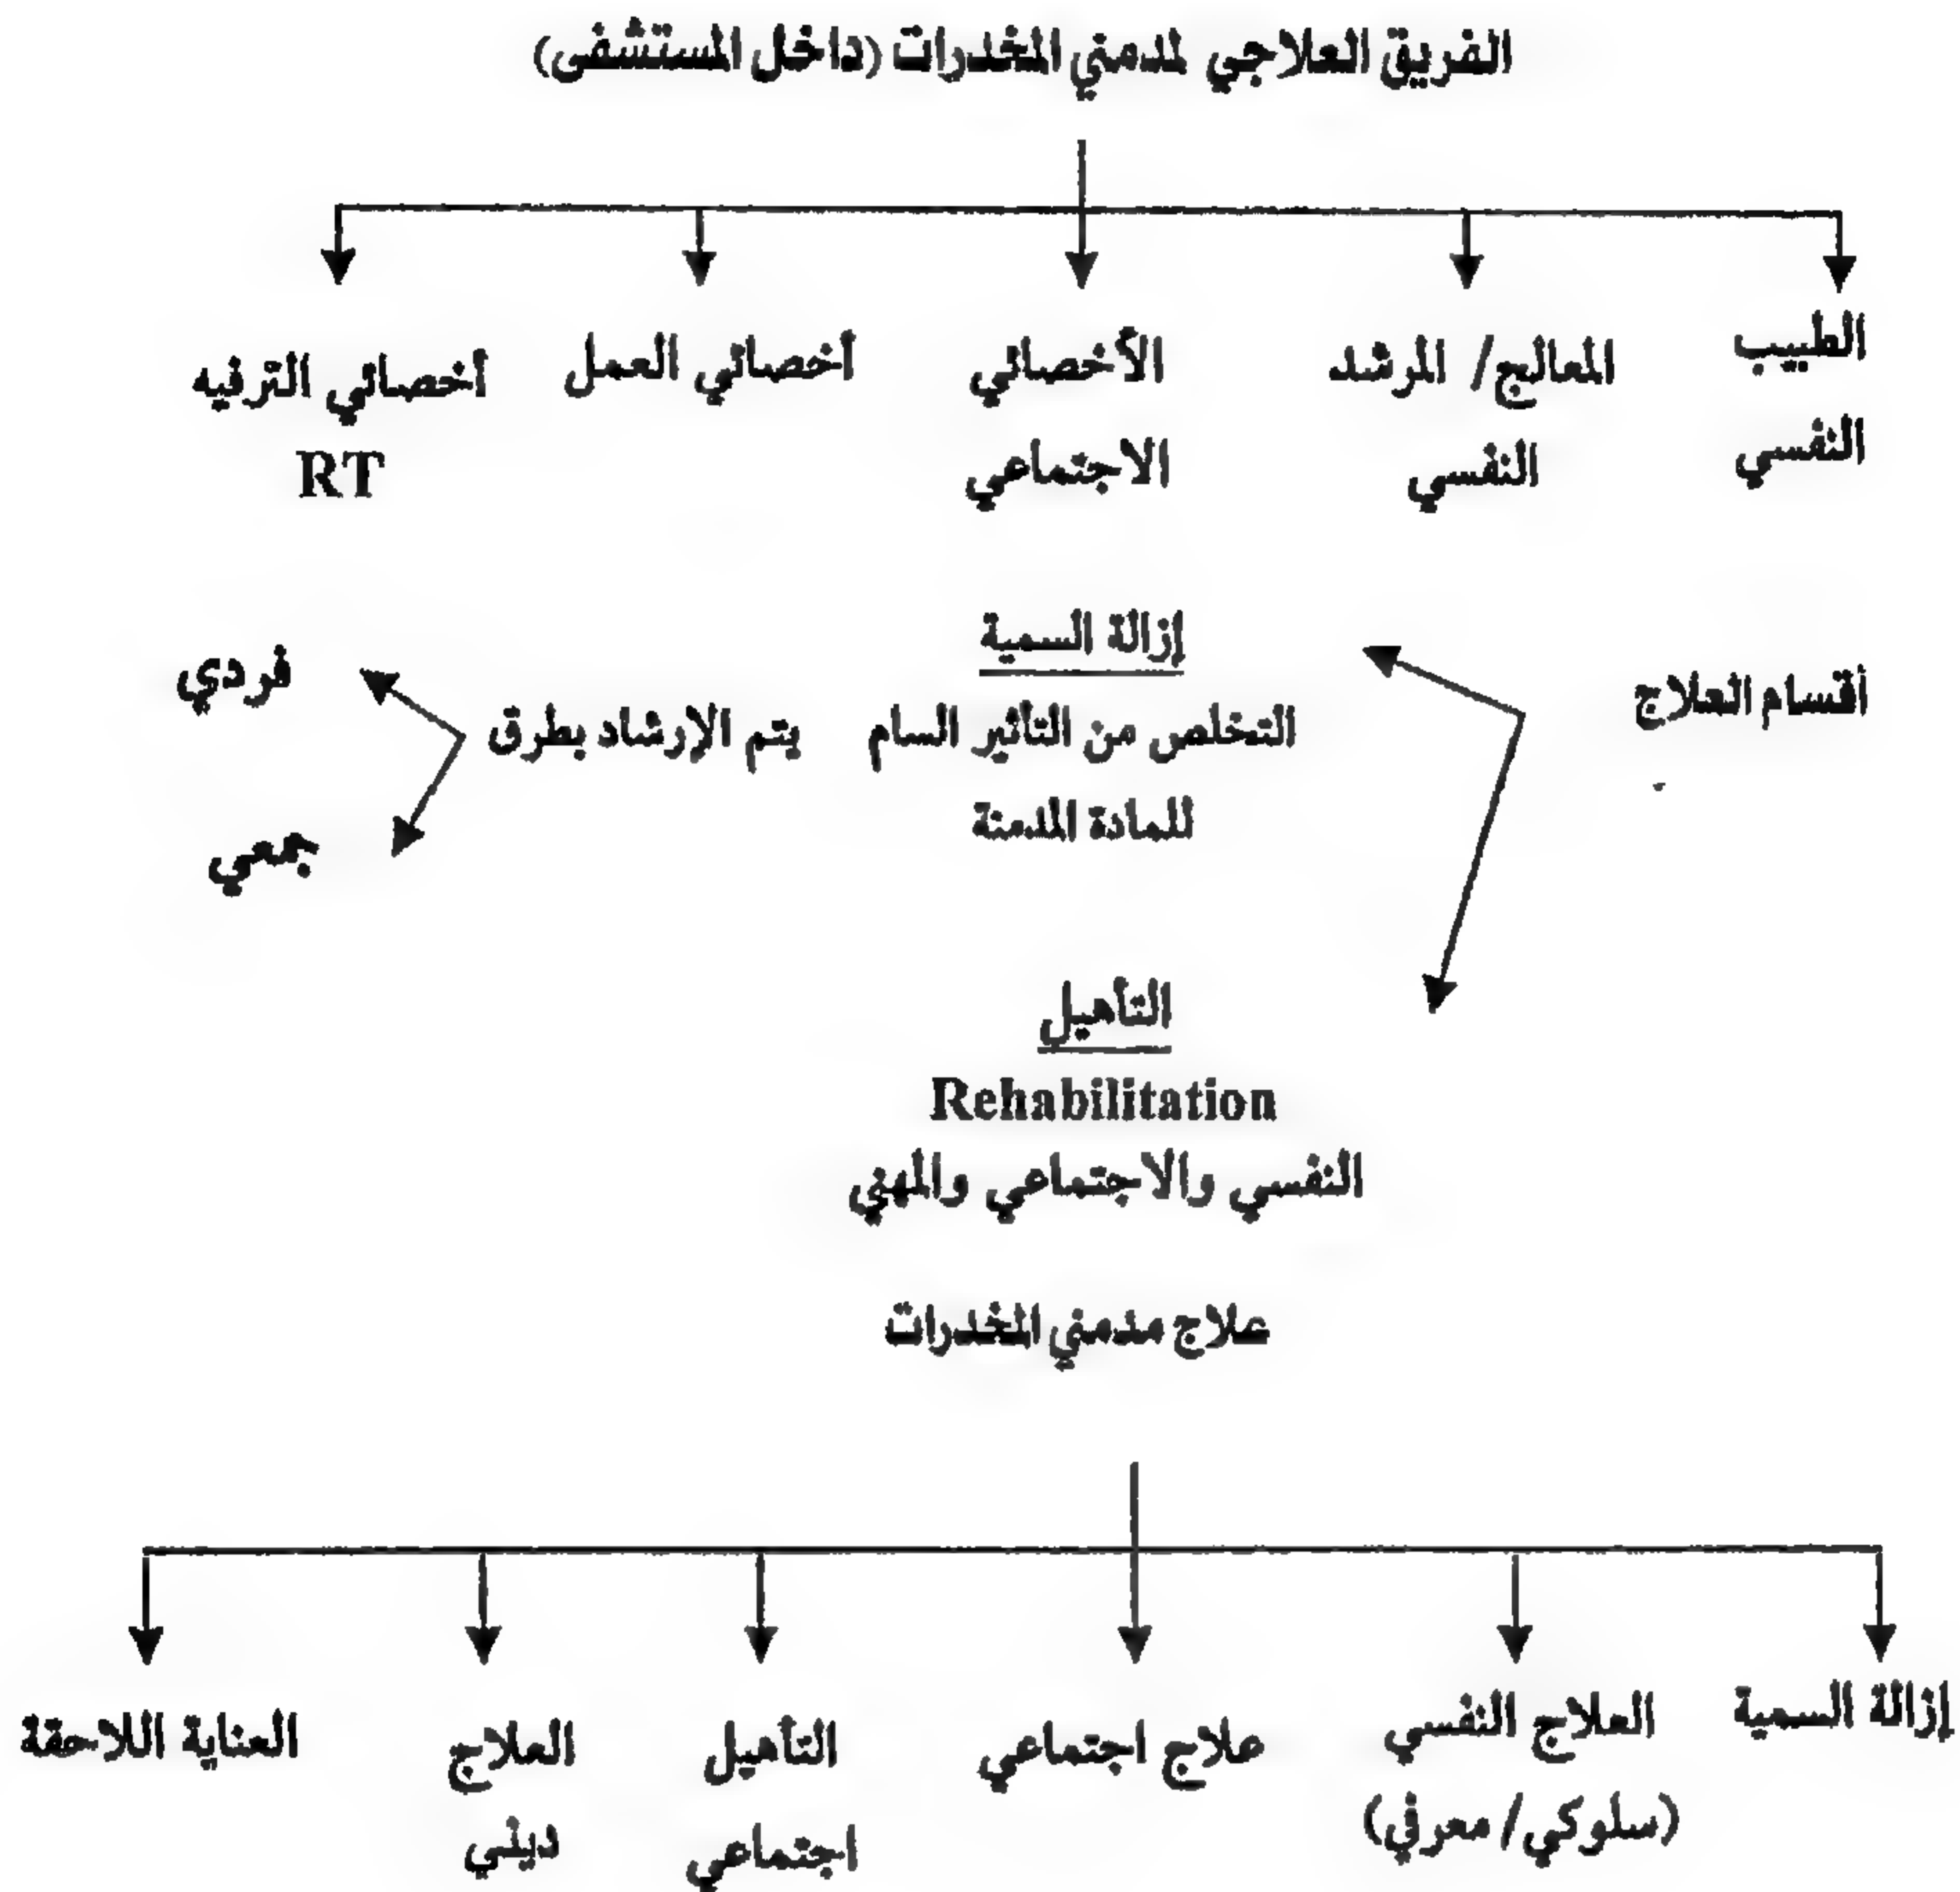 الفريق العلاجي لمدمني المخدرات (داخل المستشفى)
الطبيب
النفسي
المعالج/ المرشد
النفسي
الأخصائي
الاجتماعي
أخصائي العمل
أخصائي الترفيه
RT
أقسام العلاج
إزالة السمية
التخلص من التأثير السام
للمادة المدمنة
يتم الإرشاد بطرق
فردي
جمعي
التأهيل
Rehabilitation
النفسي والاجتماعي والمهني
علاج مدمني المخدرات
إزالة السمية
العلاج النفسي
(سلوكي/ معرفي)
علاج اجتماعي
التأهيل
اجتماعي
العلاج
ديني
العناية اللاحقة